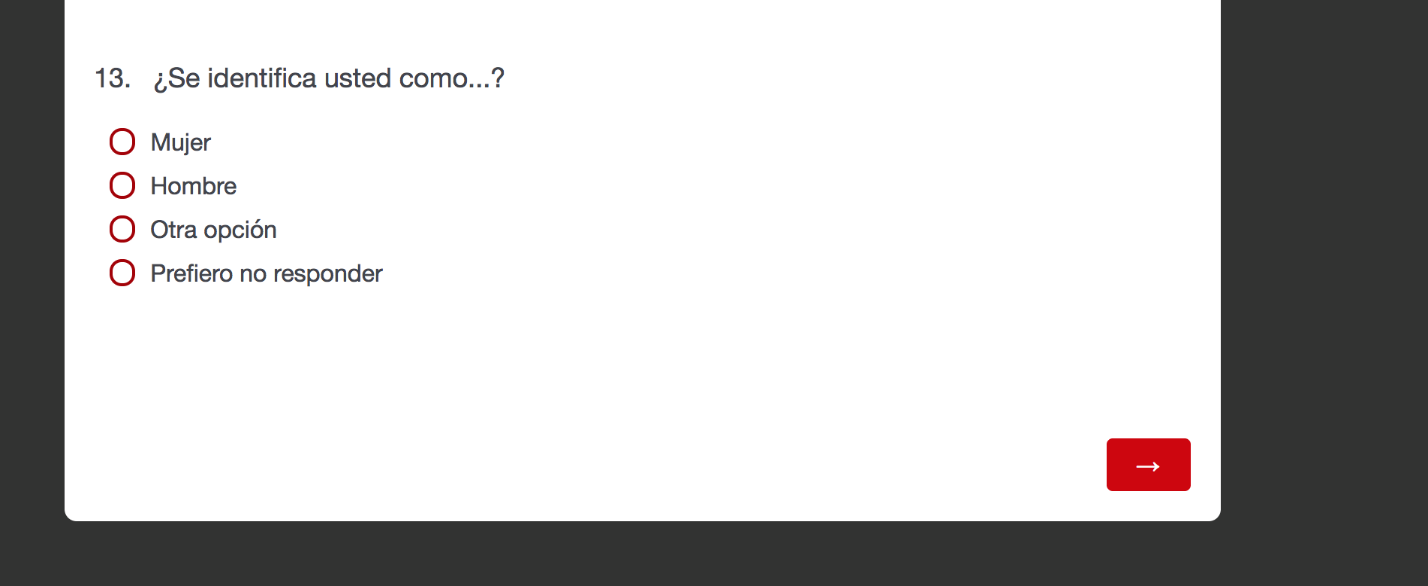 13. ¿Se identifica usted como...?
Mujer
Hombre
Otra opción
Prefiero no responder
→